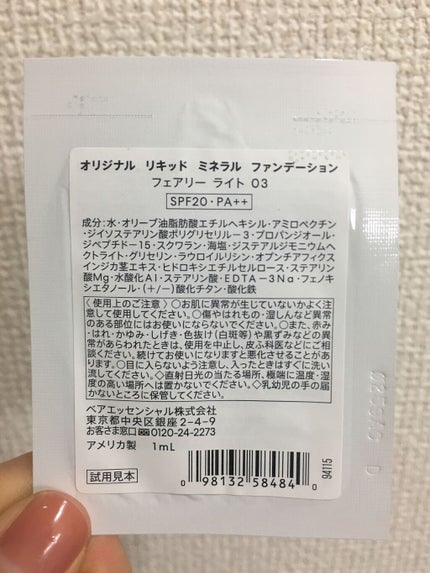 オリジナル リキッド ミネラル ファンデーション
フェアリー ライト 03
SPF20・PA++
成分:水・オリーブ油脂肪酸エチルヘキシル・アミロペクチン
・ジイソステアリン酸ポリグリセリル-3・プロパンジオール・
ジペプチド-15・スクワラン・海塩・ジステアルジモニウムヘ
クトライト・グリセリン・ラウロイルリシン・オプンチアフィクス
インジカ茎エキス・ヒドロキシエチルセルロース・ステアリン
酸Mg・水酸化Al・ステアリン酸・EDTA-3Na・フェノキ
シエタノール・(+/-)酸化チタン・酸化鉄
〈使用上のご注意〉○お肌に異常が生じていないかよく注
意して使用してください。○傷やはれもの・湿しんなど異常
のある部位にはお使いにならないでください。○また、赤み
・はれ・かゆみ・しげき・色抜け(白斑等)や黒ずみなどの異
常があらわれたときは、使用を中止し、皮ふ科医などにご相
談ください。続けてお使いになりますと悪化させることがあ
ります。○目に入らないよう注意し、入ったときはすぐに洗い
流してください。○直射日光の当たる場所、極端に温度・湿
度の高い場所へは置かないでください。○乳幼児の手の届
かないところに保管してください。
ベアエッセンシャル株式会社
東京都中央区銀座2-4-9
お客さま窓口 0120-24-2273
アメリカ製 1mL
試用見本
0 98132 58484 0
94115